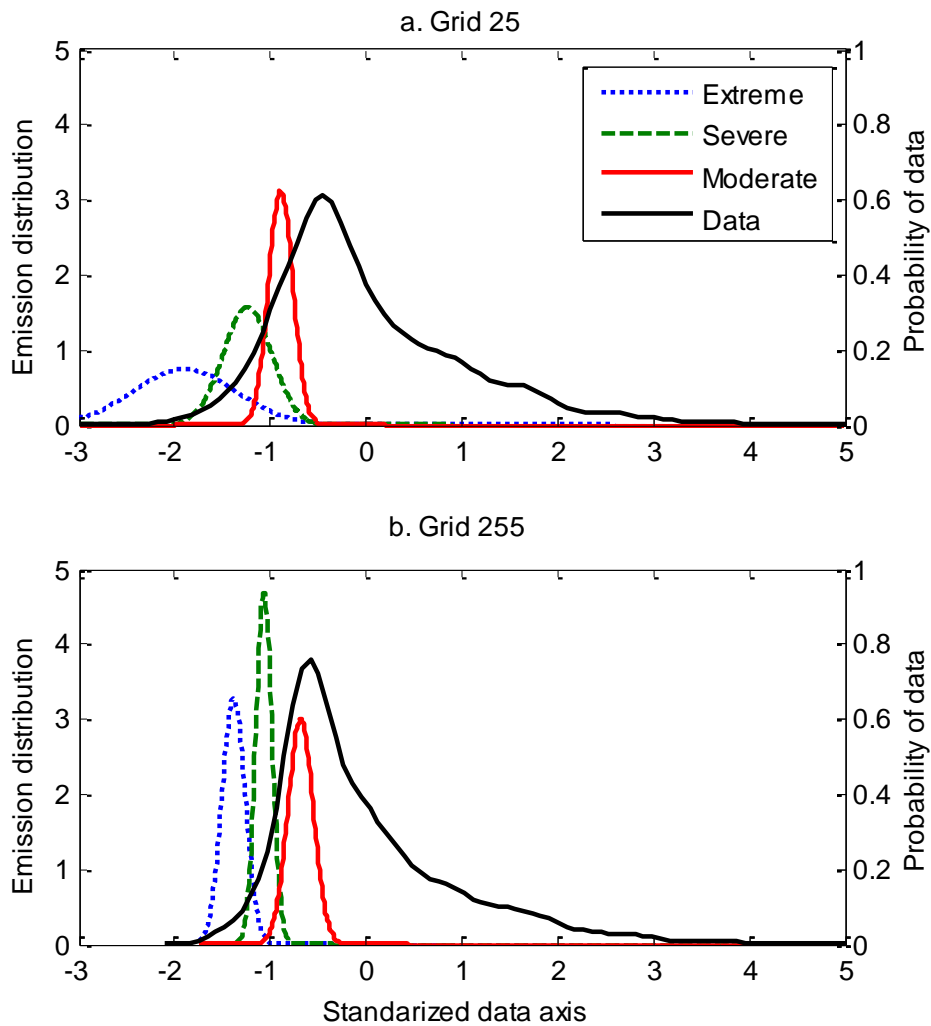 a. Grid 25
5
4
3
2
1
0
Emission distribution
Extreme
Severe
Moderate
Data
1
0.8
0.6
0.4
0.2
0
Probability of data
-3 -2 -1 0 1 2 3 4 5
b. Grid 255
5
4
3
2
1
0
Emission distribution
1
0.8
0.6
0.4
0.2
0
Probability of data
-3 -2 -1 0 1 2 3 4 5
Standarized data axis